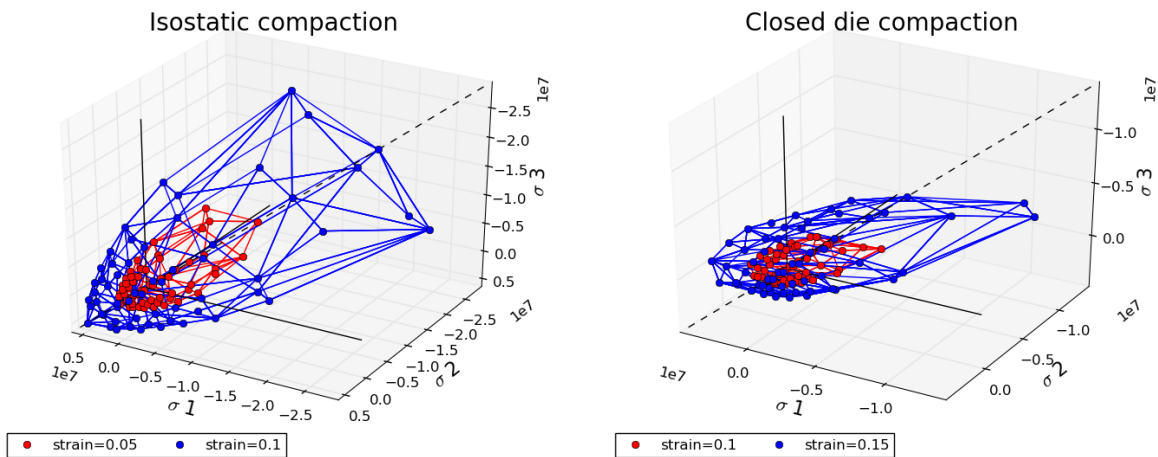 Isostatic compaction
1e7
−2.5
−2.0
−1.5
−1.0
−0.5
0.0
0.5
σ 3
1e7
−2.5
−2.0
−1.5
−1.0
−0.5
0.0
0.5
σ 2
0.5
0.0
−0.5
−1.0
−1.5
−2.0
−2.5
1e7
σ 1
strain=0.05 strain=0.1
Closed die compaction
1e7
−1.0
−0.5
0.0
σ 3
1e7
−1.0
−0.5
0.0
σ 2
0.0
−0.5
−1.0
1e7
σ 1
strain=0.1 strain=0.15